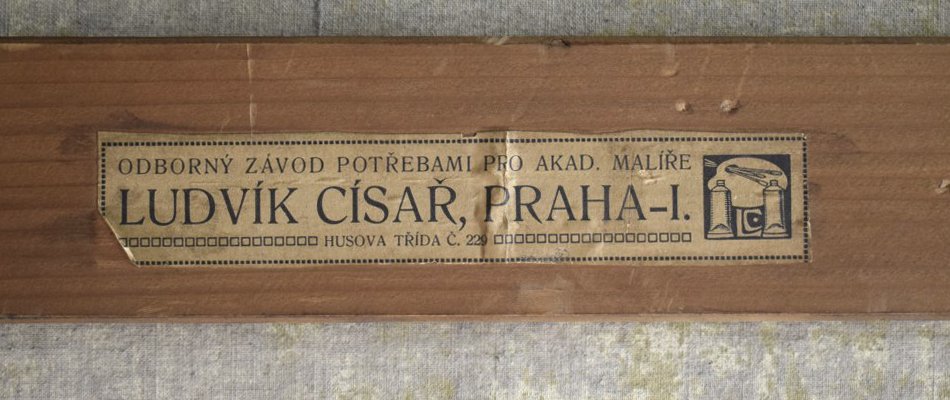 ODBORNÝ ZÁVOD POTŘEBAMI PRO AKAD. MALÍŘE
LUDVÍK CÍSAŘ, PRAHA-I.
HUSOVA TŘÍDA Č. 229